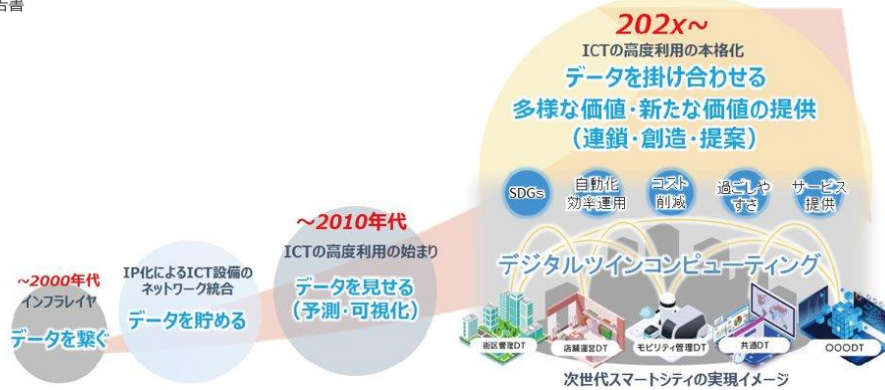 告書
~2000年代
インフラレイヤ
データを繋ぐ
IP化によるICT設備の
ネットワーク統合
データを貯める
~2010年代
ICTの高度利用の始まり
データを見せる
(予測・可視化)
202x~
ICTの高度利用の本格化
データを掛け合わせる
多様な価値・新たな価値の提供
(連鎖・創造・提案)
SDGs
自動化
効率運用
コスト
削減
過ごしや
すさ
サービス
提供
デジタルツインコンピューティング
街区管理DT
店舗運営DT
モビリティ管理DT
共通DT
〇〇〇DT
次世代スマートシティの実現イメージ